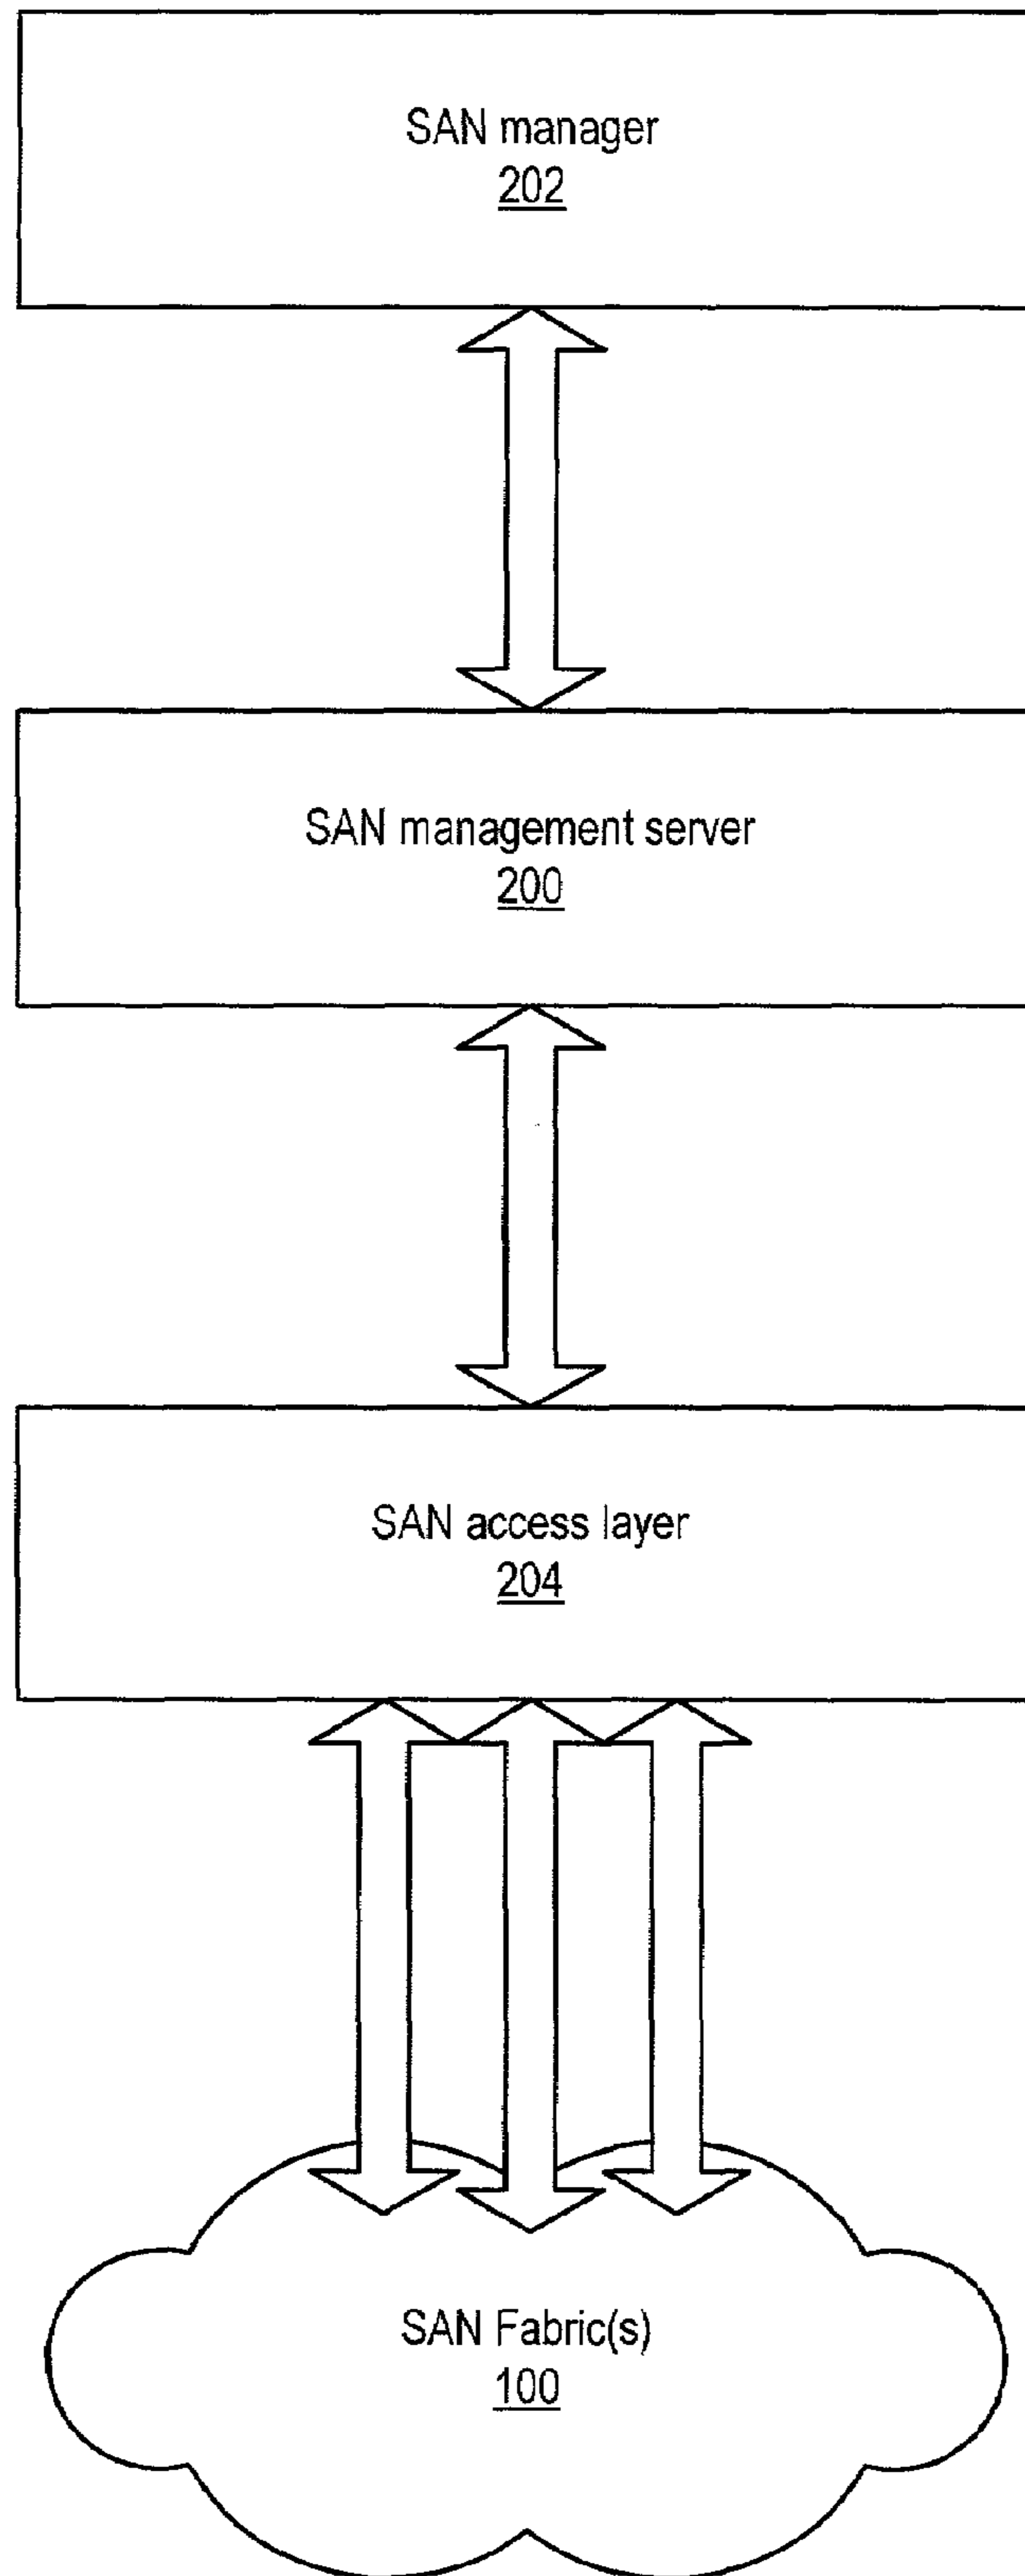 SAN manager
202
SAN management server
200
SAN access layer
204
SAN Fabric(s)
100